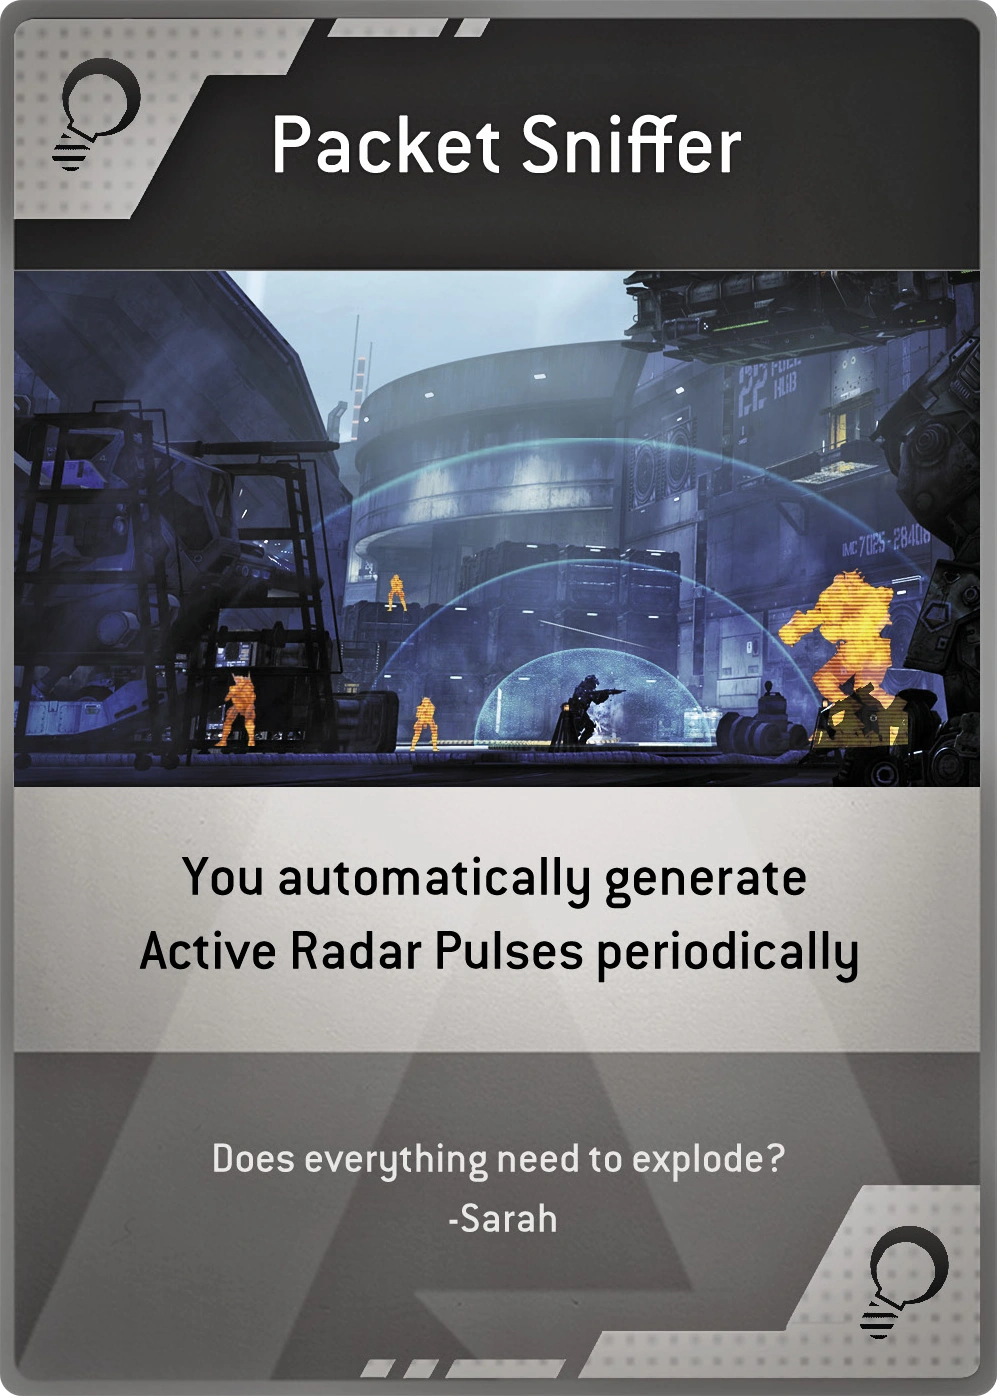 Packet Sniffer
22 FUEL
HUB
IMC 7025-28406
You automatically generate
Active Radar Pulses periodically
Does everything need to explode?
-Sarah